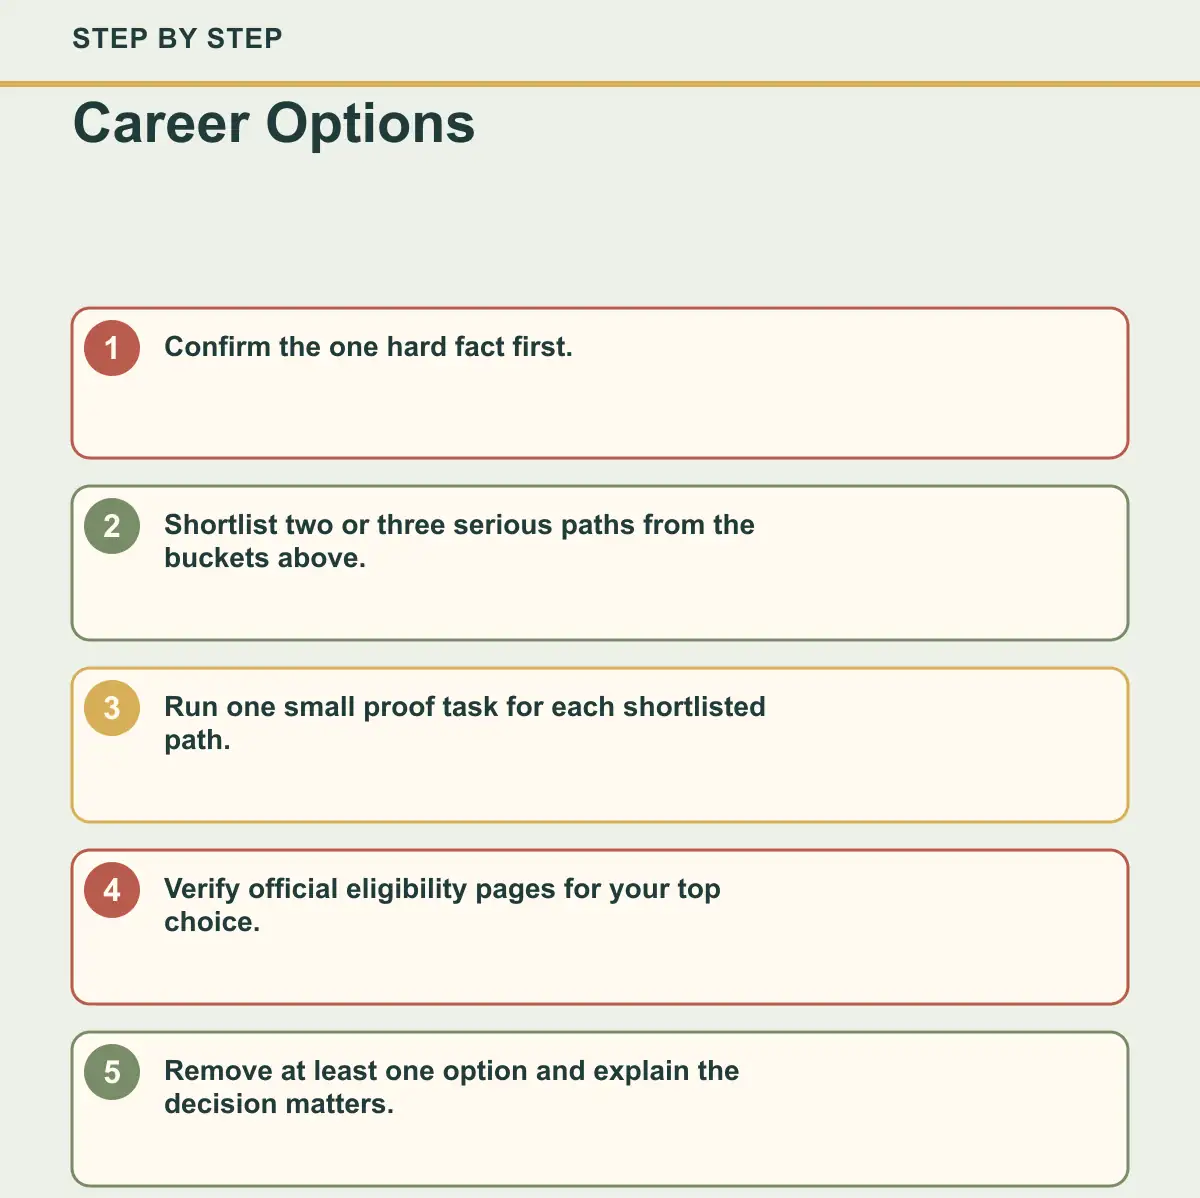 STEP BY STEP
Career Options
1
Confirm the one hard fact first.
2
Shortlist two or three serious paths from the
buckets above.
3
Run one small proof task for each shortlisted
path.
4
Verify official eligibility pages for your top
choice.
5
Remove at least one option and explain the
decision matters.